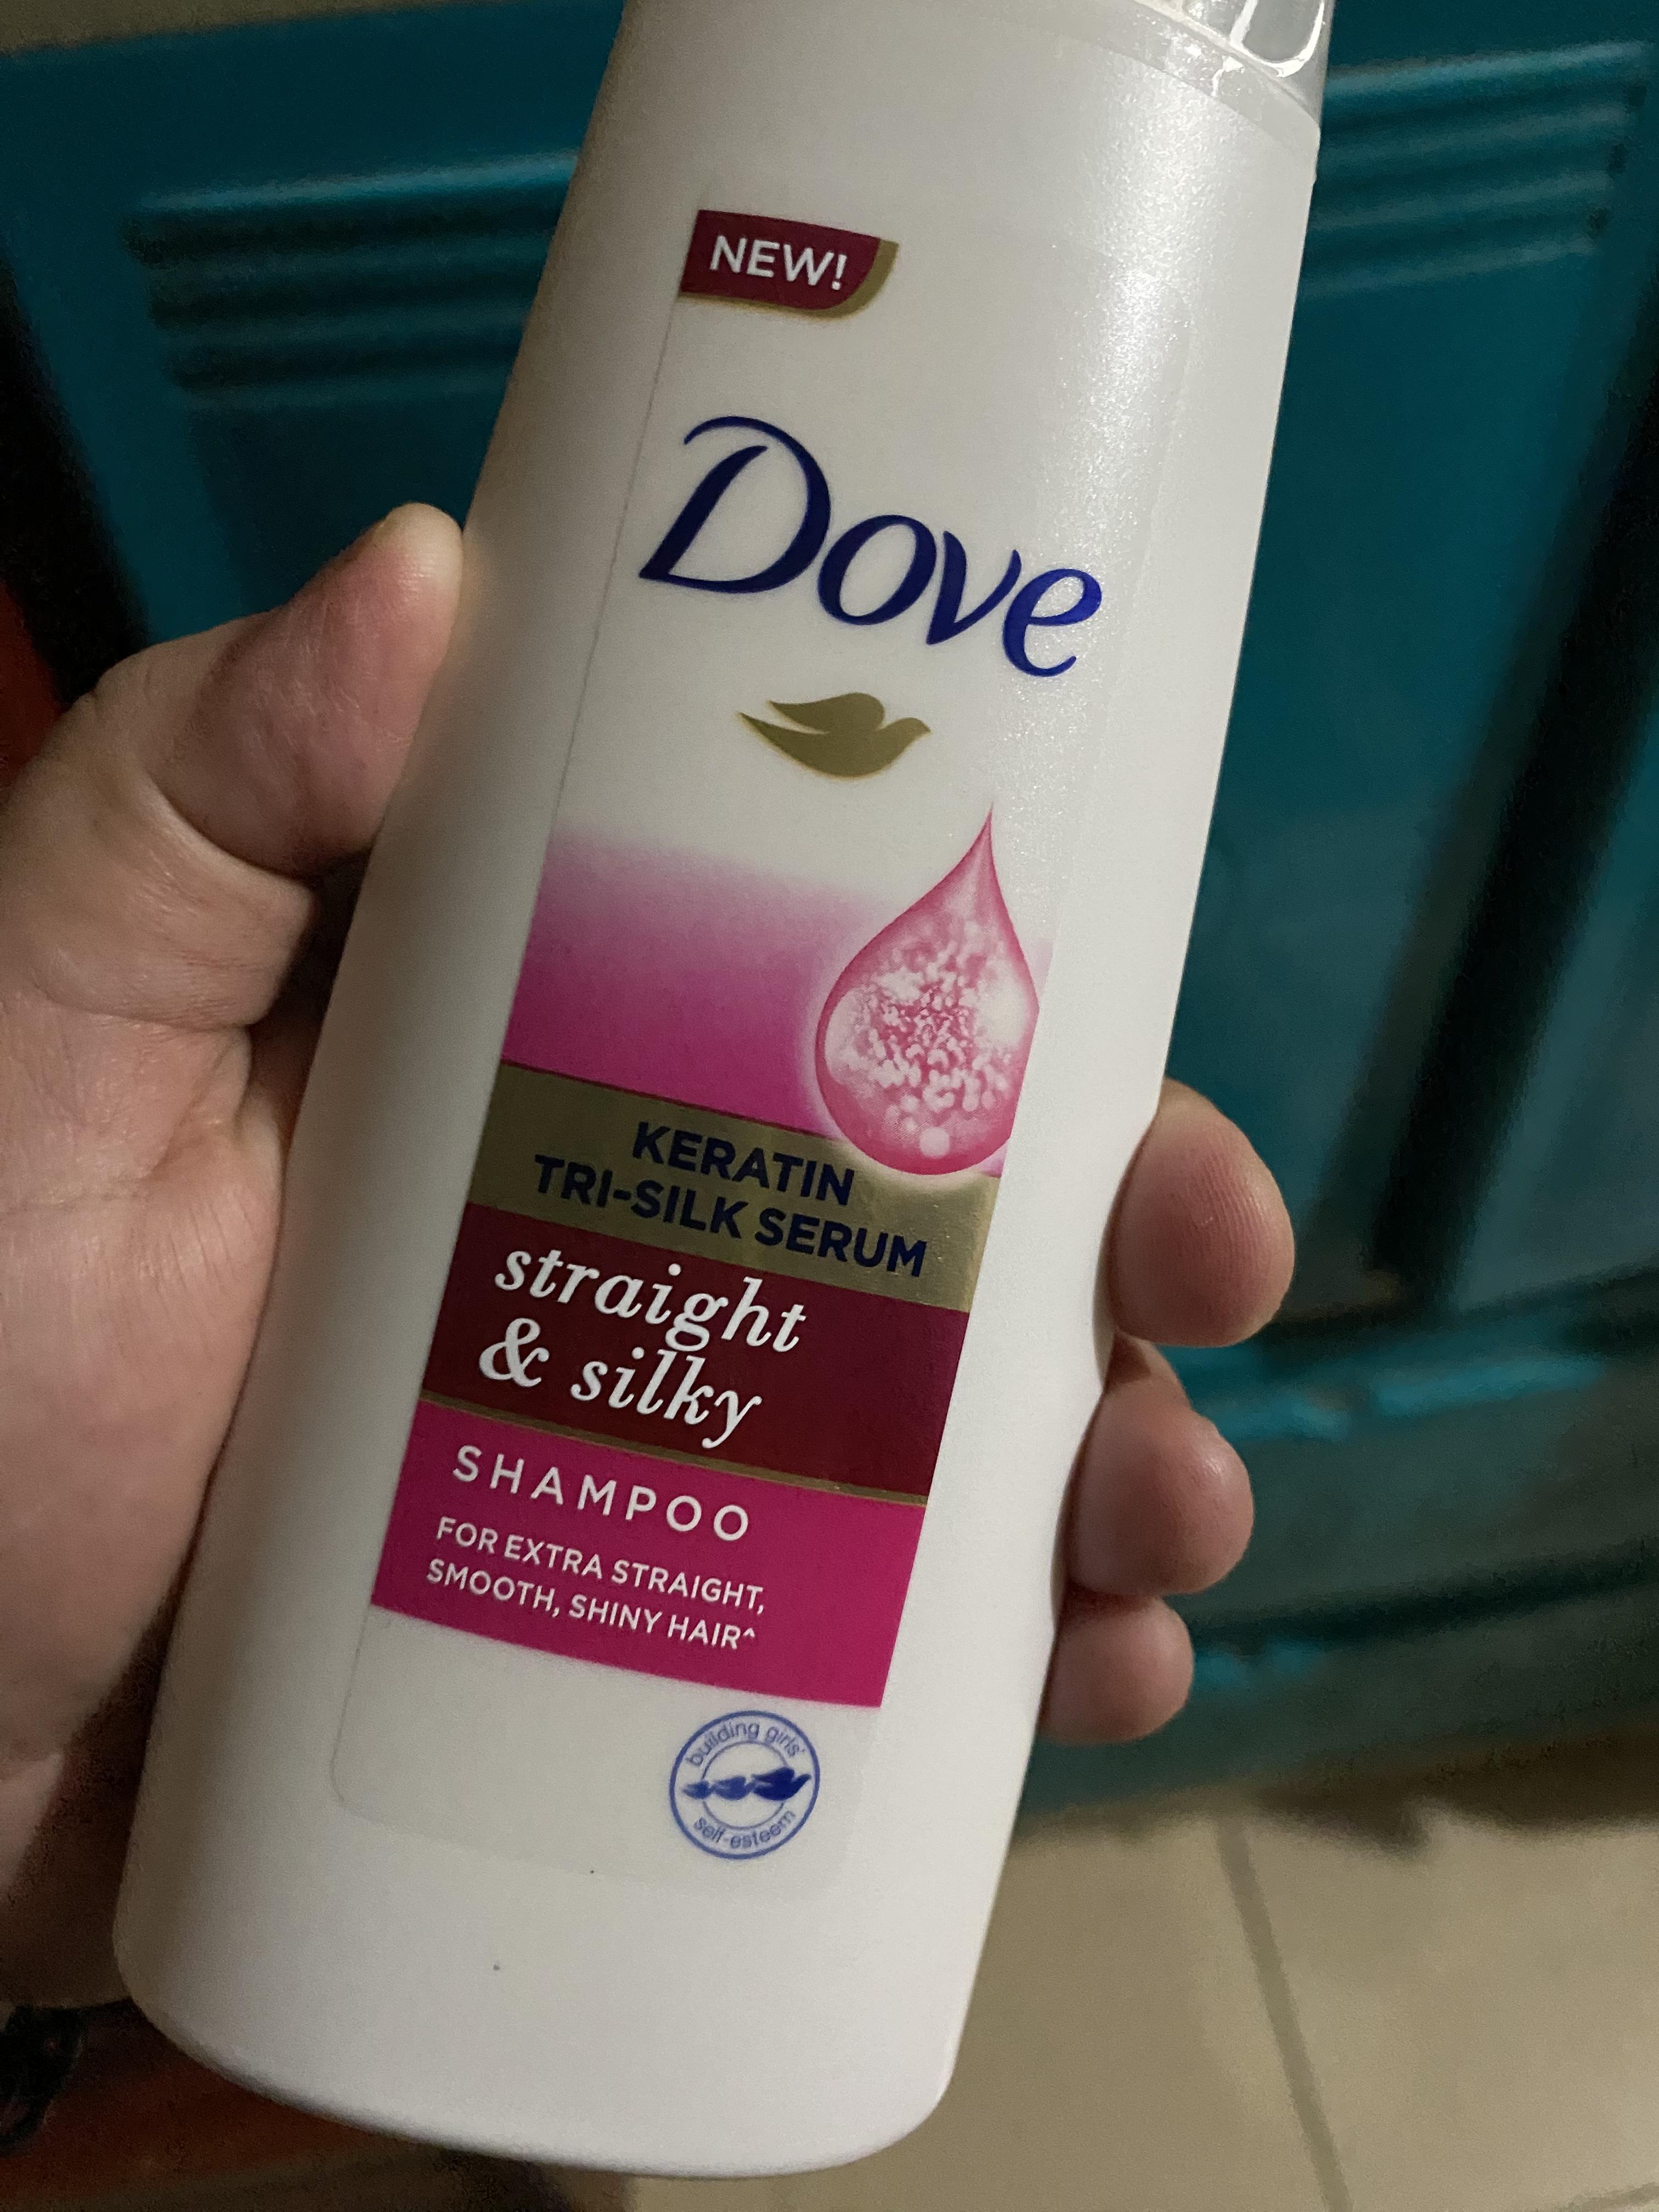 NEW!
Dove
KERATIN
TRI-SILK SERUM
straight
& silky
SHAMPOO
FOR EXTRA STRAIGHT,
SMOOTH, SHINY HAIR^
building girls'
self-esteem